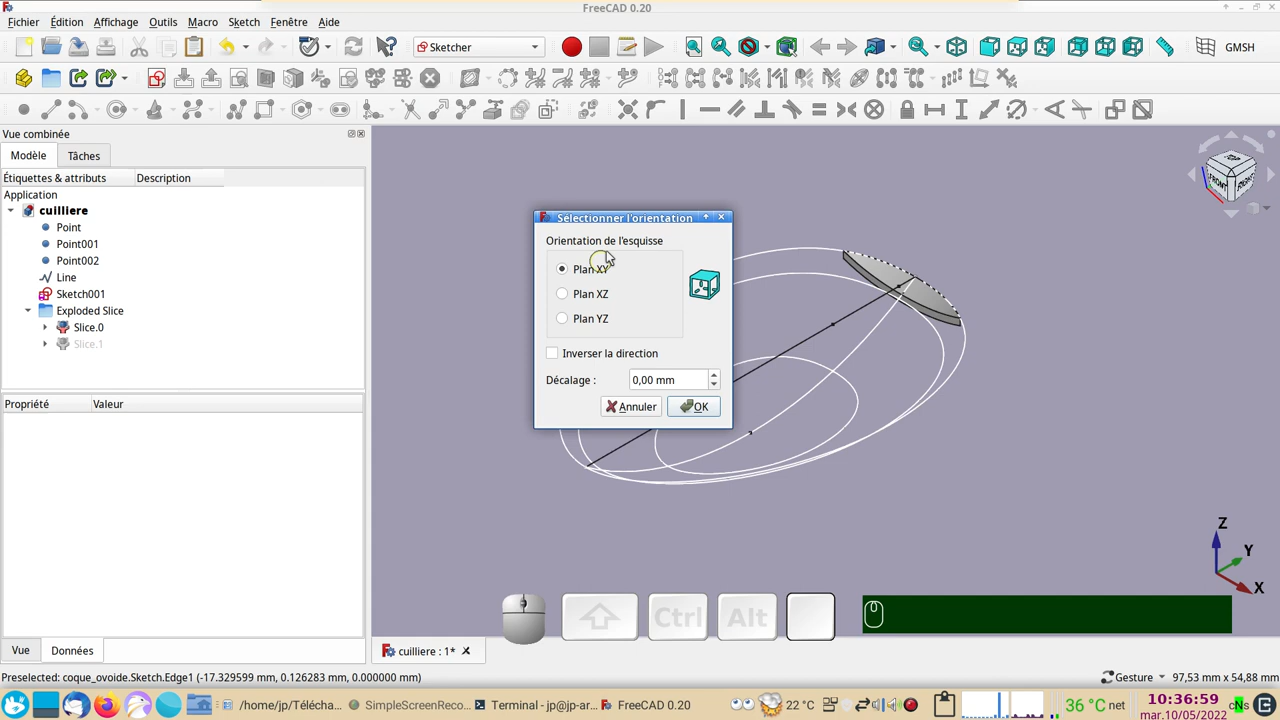 FreeCAD 0.20
Fichier Édition Affichage Outils Macro Sketch Fenêtre Aide
Sketcher
GMSH
Vue combinée
Modèle Tâches
Étiquettes & attributs Description
Application
cuilliere
Point
Point001
Point002
Line
Sketch001
Exploded Slice
Slice.0
Slice.1
Propriété Valeur
Vue Données
Sélectionner l'orientation
Orientation de l'esquisse
Plan XY
Plan XZ
Plan YZ
Inverser la direction
Décalage : 0,00 mm
Annuler OK
FRONT
Z
Y
X
Ctrl Alt
cuilliere : 1*
Preselected: coque_ovoide.Sketch.Edge1 (-17.329599 mm, 0.126283 mm, 0.000000 mm)
Gesture 97,53 mm x 54,88 mm
/home/jp/Télécha... SimpleScreenReco... Terminal - jp@jp-ar... FreeCAD 0.20 22 °C 36 °C net 10:36:59 cNs
mar.10/05/2022